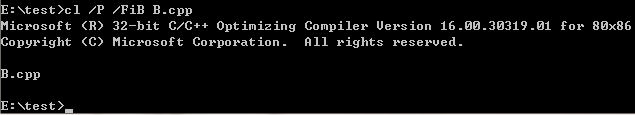 E:\test>cl /P /FiB B.cpp
Microsoft (R) 32-bit C/C++ Optimizing Compiler Version 16.00.30319.01 for 80x86
Copyright (C) Microsoft Corporation.  All rights reserved.
B.cpp
E:\test>_